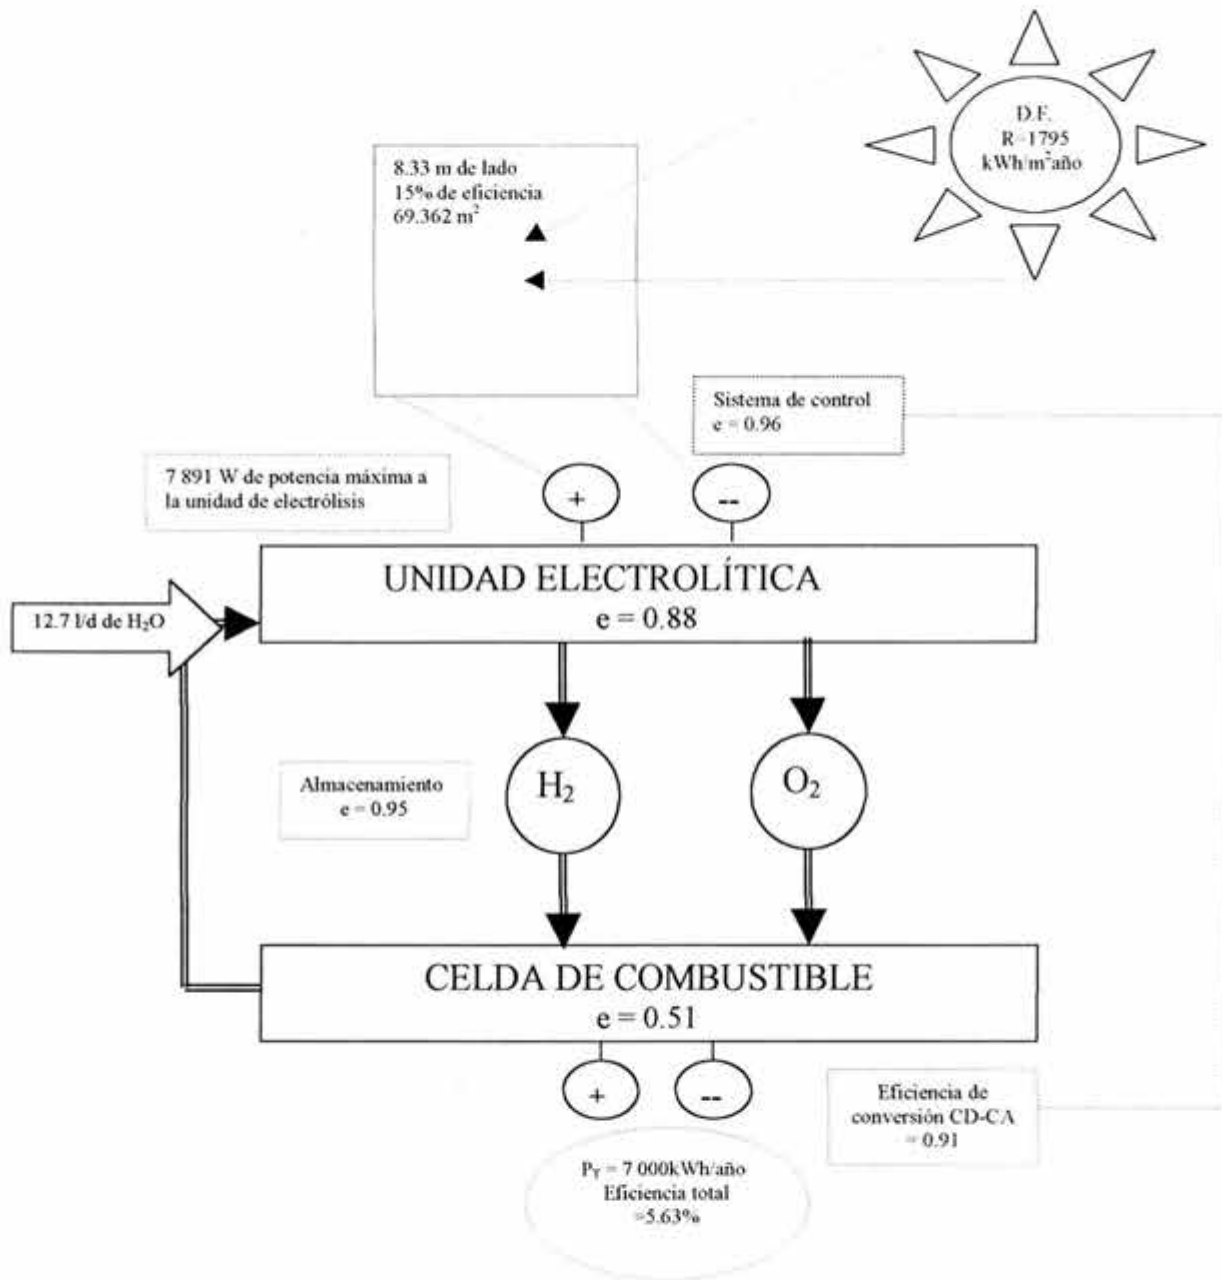 D.F.
R=1795
kWh/m²año
8.33 m de lado
15% de eficiencia
69.362 m²
Sistema de control
e = 0.96
7 891 W de potencia máxima a
la unidad de electrólisis
+
--
UNIDAD ELECTROLÍTICA
e = 0.88
12.7 l/d de H₂O
Almacenamiento
e = 0.95
H₂
O₂
CELDA DE COMBUSTIBLE
e = 0.51
+
--
Eficiencia de
conversión CD-CA
= 0.91
P_T = 7 000kWh/año
Eficiencia total
=5.63%